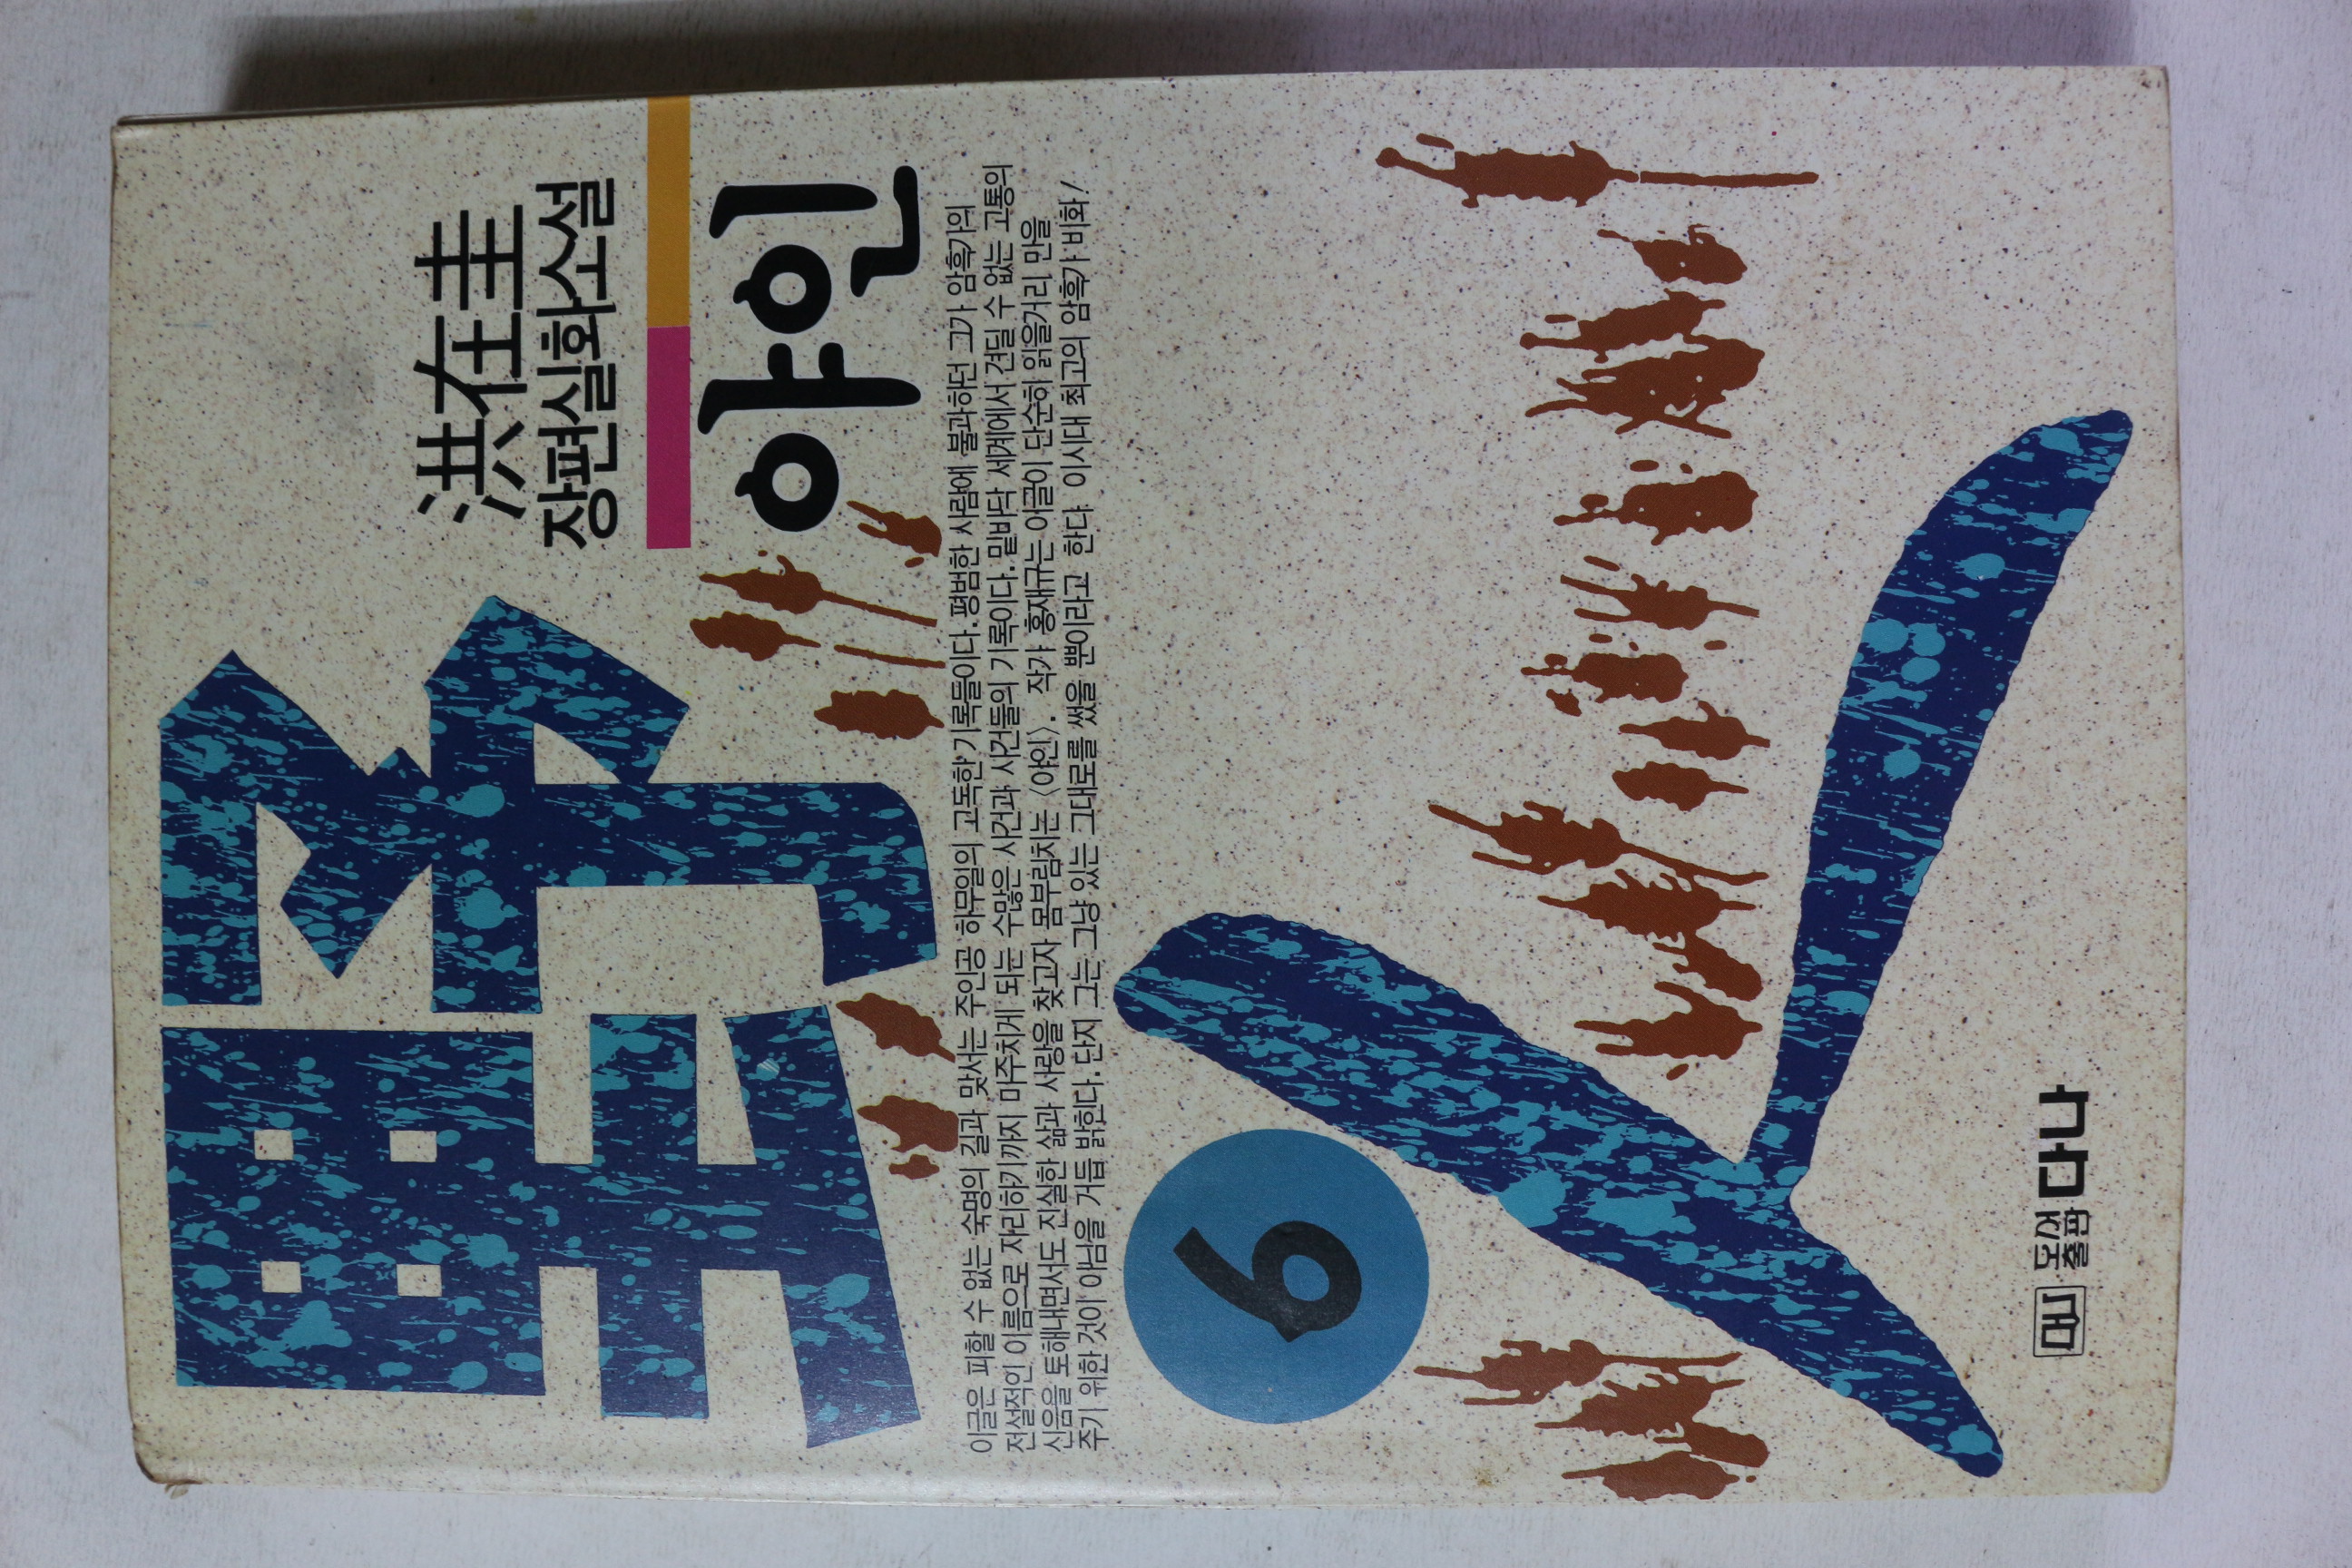 洪在圭
장편실화소설
야인
野人
이글은 피할 수 없는 숙명의 길과 맞서는 주인공 하무일의 고독한 기록들이다. 평범한 사람에 불과하던 그가 암흑가의
전설적인 이름으로 자리하기까지 마주치게 되는 수많은 사건과 사건들의 기록이다. 밑바닥 세계에서 견딜 수 없는 고통의
신음을 토해내면서도 진실한 삶과 사랑을 찾고자 몸부림치는 〈야인〉. 작가 홍재규는 이글이 단순히 읽을거리 만을
주기 위한 것이 아님을 거듭 밝힌다. 단지 그는 그냥 있는 그대로를 썼을 뿐이라고 한다 이시대 최고의 암흑가 비화!
6
도서출판 다나